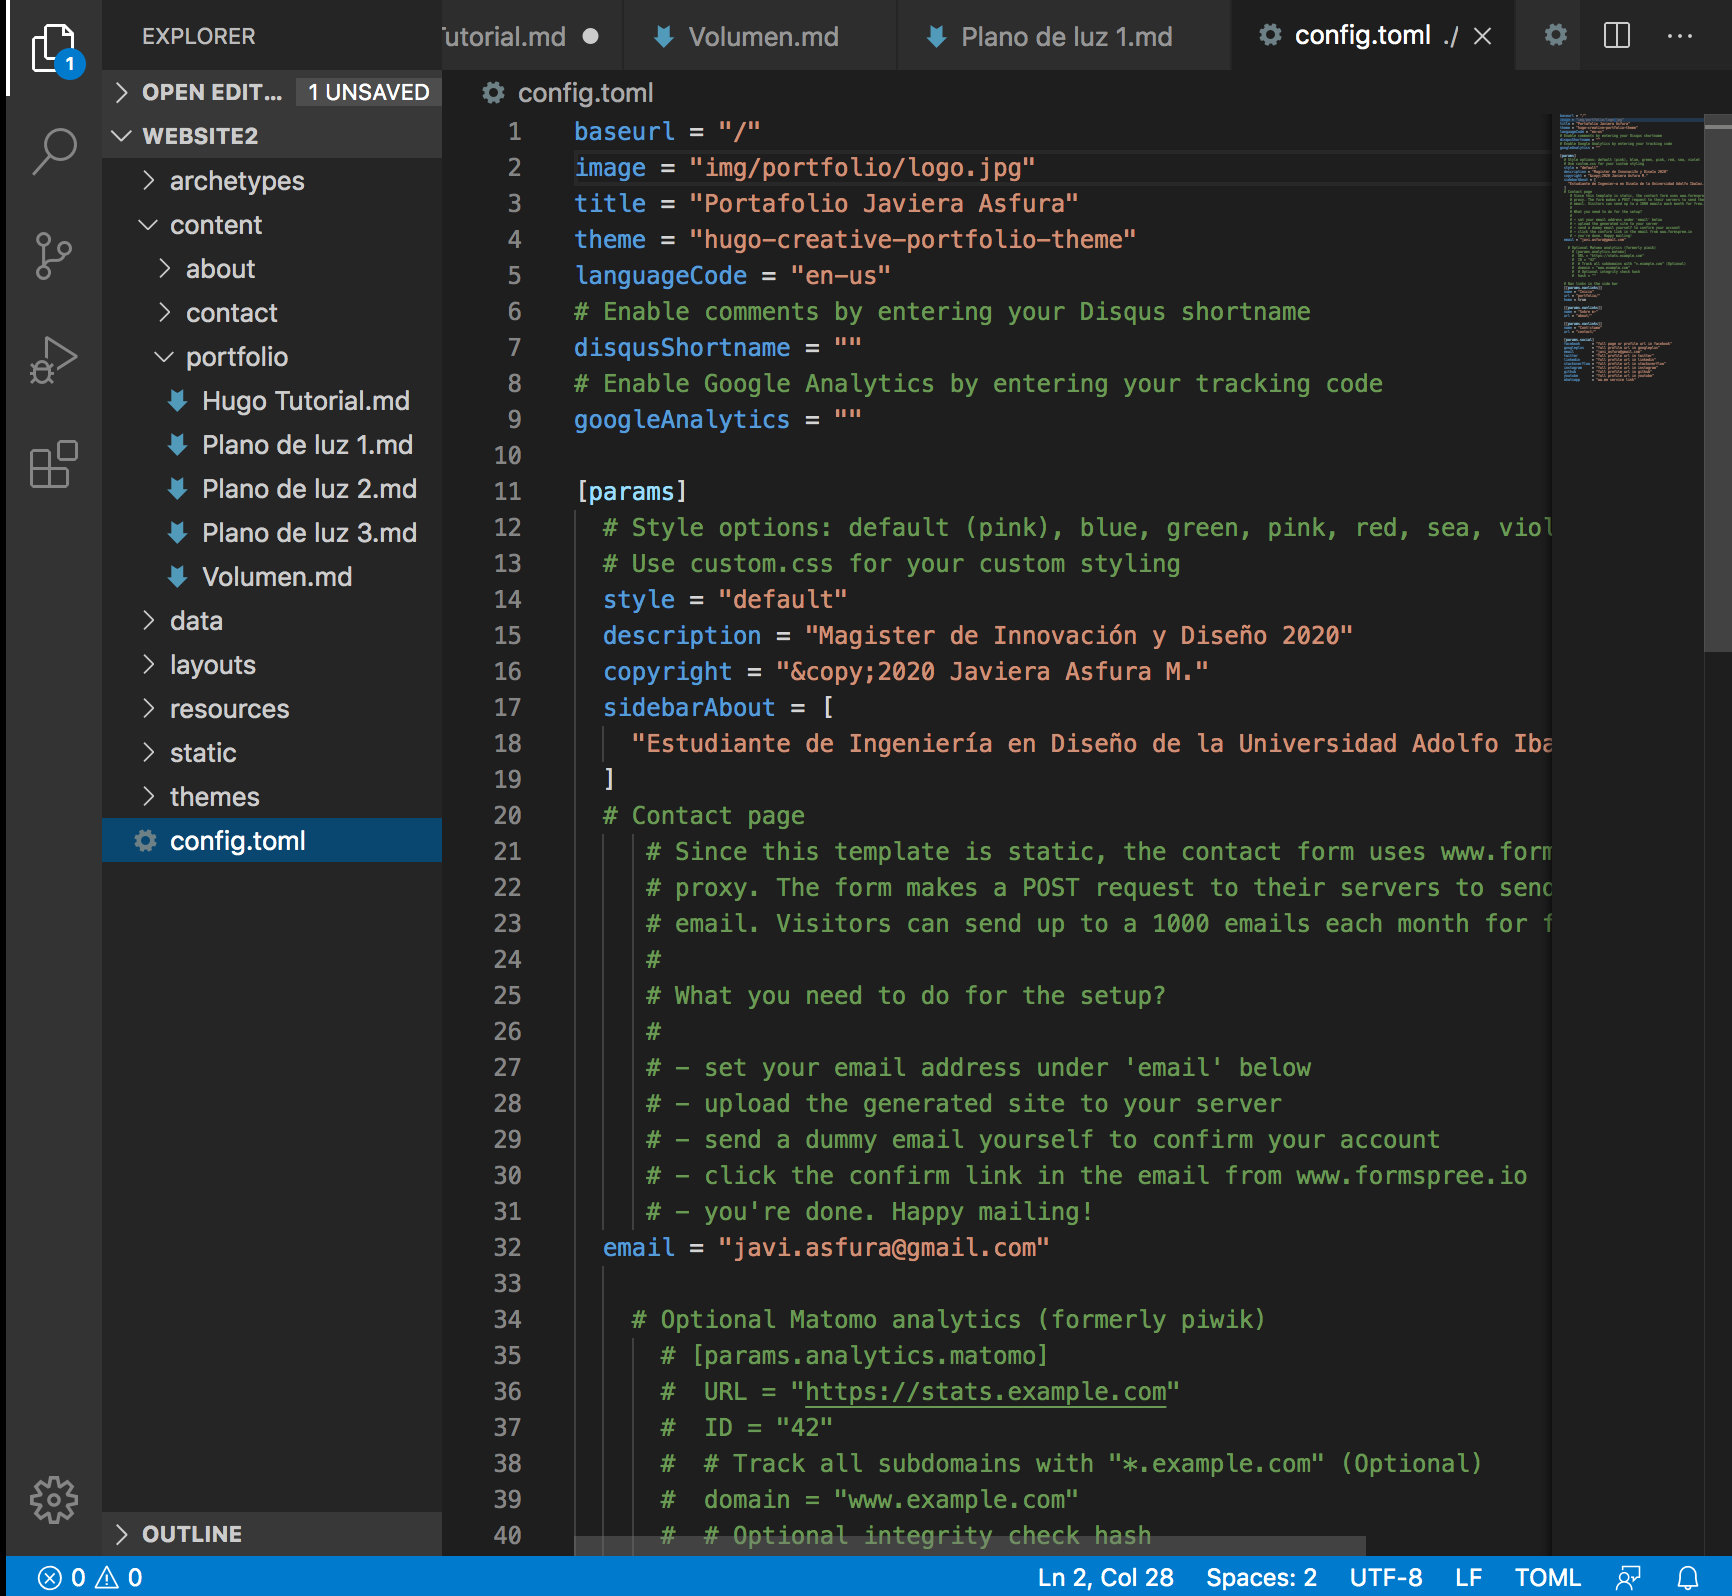 EXPLORER
OPEN EDIT... 1 UNSAVED
WEBSITE2
archetypes
content
about
contact
portfolio
Hugo Tutorial.md
Plano de luz 1.md
Plano de luz 2.md
Plano de luz 3.md
Volumen.md
data
layouts
resources
static
themes
config.toml
OUTLINE
1
Tutorial.md Volumen.md Plano de luz 1.md config.toml ./
config.toml
1 baseurl = "/"
2 image = "img/portfolio/logo.jpg"
3 title = "Portafolio Javiera Asfura"
4 theme = "hugo-creative-portfolio-theme"
5 languageCode = "en-us"
6 # Enable comments by entering your Disqus shortname
7 disqusShortname = ""
8 # Enable Google Analytics by entering your tracking code
9 googleAnalytics = ""
10
11 [params]
12 # Style options: default (pink), blue, green, pink, red, sea, viol
13 # Use custom.css for your custom styling
14 style = "default"
15 description = "Magister de Innovación y Diseño 2020"
16 copyright = "&copy;2020 Javiera Asfura M."
17 sidebarAbout = [
18 "Estudiante de Ingeniería en Diseño de la Universidad Adolfo Iba
19 ]
20 # Contact page
21 # Since this template is static, the contact form uses www.form
22 # proxy. The form makes a POST request to their servers to send
23 # email. Visitors can send up to a 1000 emails each month for f
24 #
25 # What you need to do for the setup?
26 #
27 # - set your email address under 'email' below
28 # - upload the generated site to your server
29 # - send a dummy email yourself to confirm your account
30 # - click the confirm link in the email from www.formspree.io
31 # - you're done. Happy mailing!
32 email = "javi.asfura@gmail.com"
33
34 # Optional Matomo analytics (formerly piwik)
35 # [params.analytics.matomo]
36 # URL = "https://stats.example.com"
37 # ID = "42"
38 # # Track all subdomains with "*.example.com" (Optional)
39 # domain = "www.example.com"
40 # # Optional integrity check hash
0 0 Ln 2, Col 28 Spaces: 2 UTF-8 LF TOML